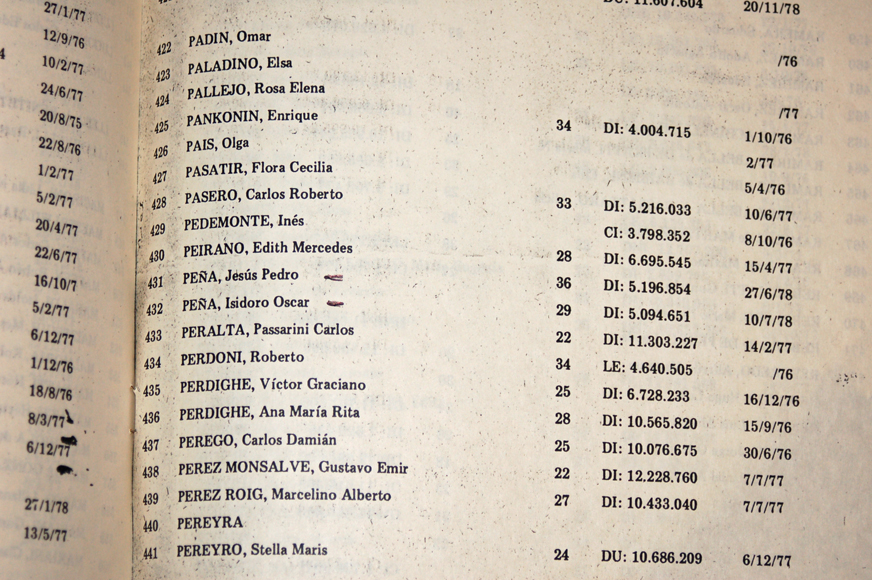 27/1/77
12/9/76
10/2/77
24/6/77
20/8/75
22/8/76
1/2/77
5/2/77
20/4/77
22/6/77
16/10/7
5/2/77
6/12/77
1/12/76
18/8/76
8/3/77
6/12/77
27/1/78
13/5/77
DU: 11.607.604 20/11/78
422 PADIN, Omar /76
423 PALADINO, Elsa
424 PALLEJO, Rosa Elena /77
425 PANKONIN, Enrique 34 DI: 4.004.715 1/10/76
426 PAIS, Olga 2/77
427 PASATIR, Flora Cecilia 5/4/76
428 PASERO, Carlos Roberto 33 DI: 5.216.033 10/6/77
429 PEDEMONTE, Inés CI: 3.798.352 8/10/76
430 PEIRANO, Edith Mercedes 28 DI: 6.695.545 15/4/77
431 PEÑA, Jesús Pedro 36 DI: 5.196.854 27/6/78
432 PEÑA, Isidoro Oscar 29 DI: 5.094.651 10/7/78
433 PERALTA, Passarini Carlos 22 DI: 11.303.227 14/2/77
434 PERDONI, Roberto 34 LE: 4.640.505 /76
435 PERDIGHE, Víctor Graciano 25 DI: 6.728.233 16/12/76
436 PERDIGHE, Ana María Rita 28 DI: 10.565.820 15/9/76
437 PEREGO, Carlos Damián 25 DI: 10.076.675 30/6/76
438 PEREZ MONSALVE, Gustavo Emir 22 DI: 12.228.760 7/7/77
439 PEREZ ROIG, Marcelino Alberto 27 DI: 10.433.040 7/7/77
440 PEREYRA
441 PEREYRO, Stella Maris 24 DU: 10.686.209 6/12/77